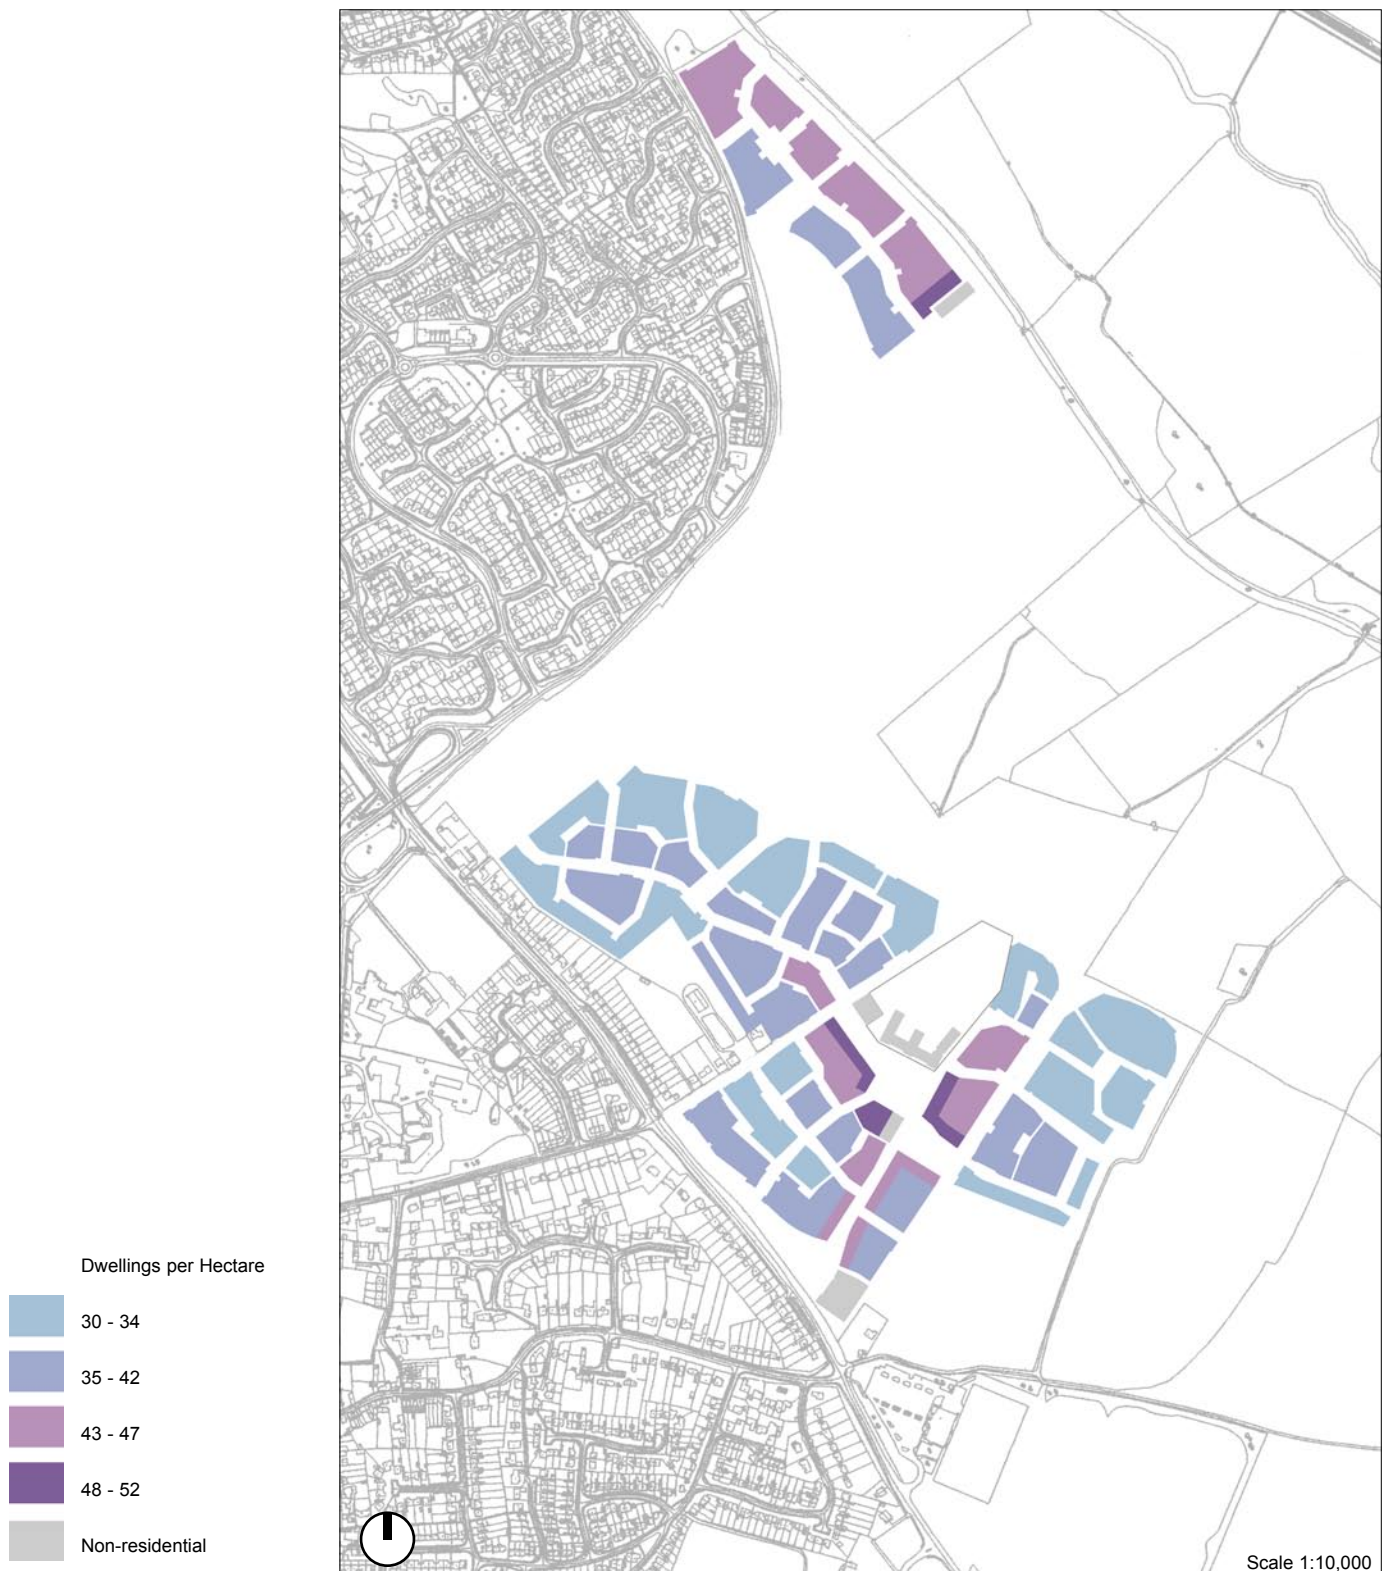 Dwellings per Hectare
30 - 34
35 - 42
43 - 47
48 - 52
Non-residential
Scale 1:10,000